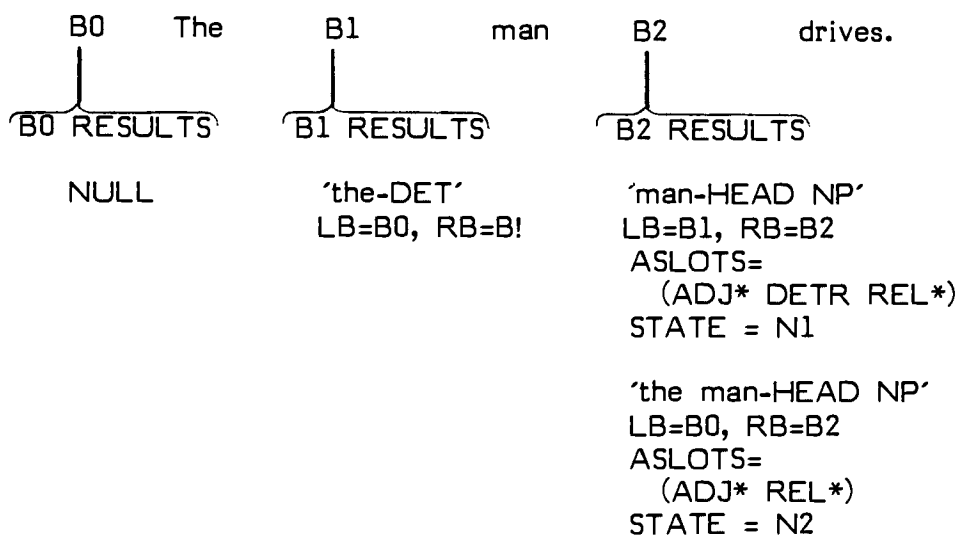 B0 The B1 man B2 drives.
B0 RESULTS B1 RESULTS B2 RESULTS
NULL
'the-DET'
LB=B0, RB=B!
'man-HEAD NP'
LB=B1, RB=B2
ASLOTS=
(ADJ* DETR REL*)
STATE = N1
'the man-HEAD NP'
LB=B0, RB=B2
ASLOTS=
(ADJ* REL*)
STATE = N2